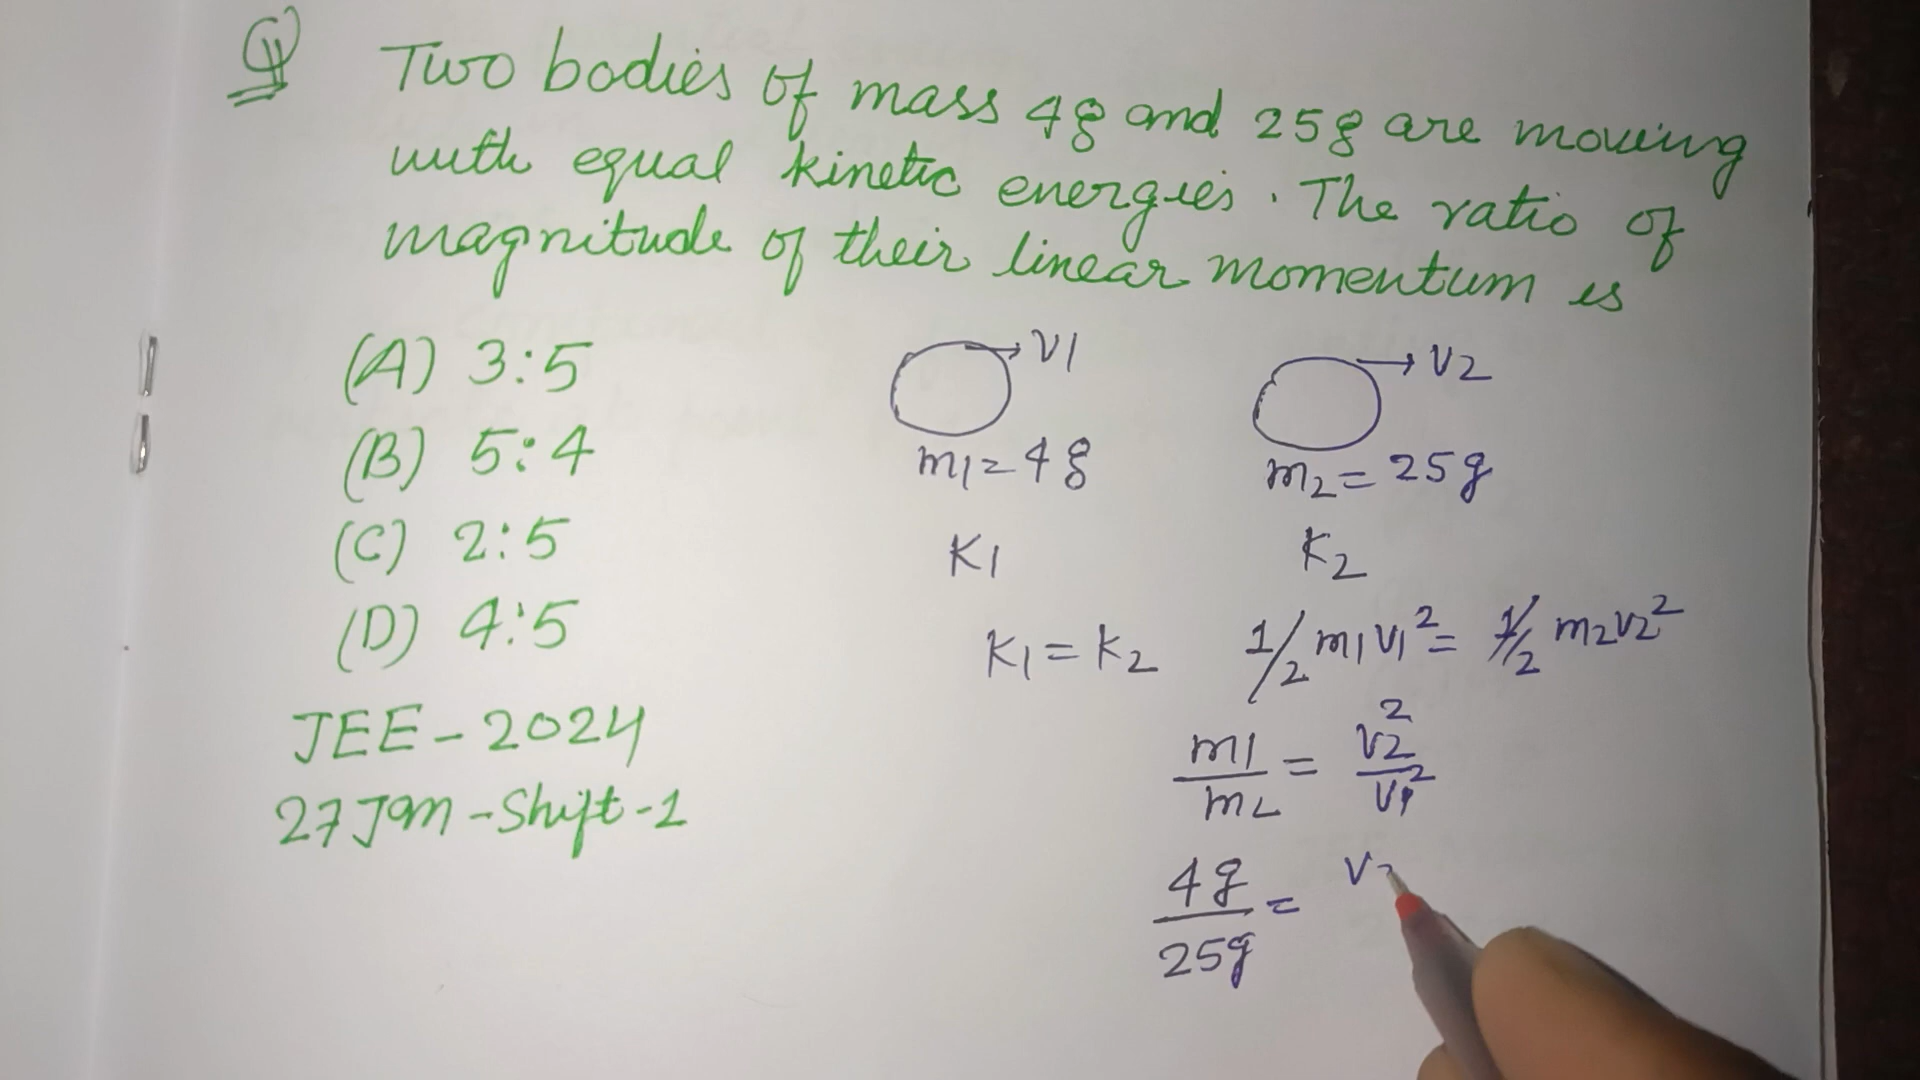 Q
Two bodies of mass 4g and 25g are moving
with equal kinetic energies. The ratio of
magnitude of their linear momentum is
(A) 3:5
(B) 5:4
(C) 2:5
(D) 4:5
JEE-2024
27 Jan-Shift-1
V1
m1=4g
K1
V2
m2=25g
K2
K1=K2 1/2 m1v1²= 1/2 m2v2²
m1/m2 = v2²/v1²
4g/25g = v2